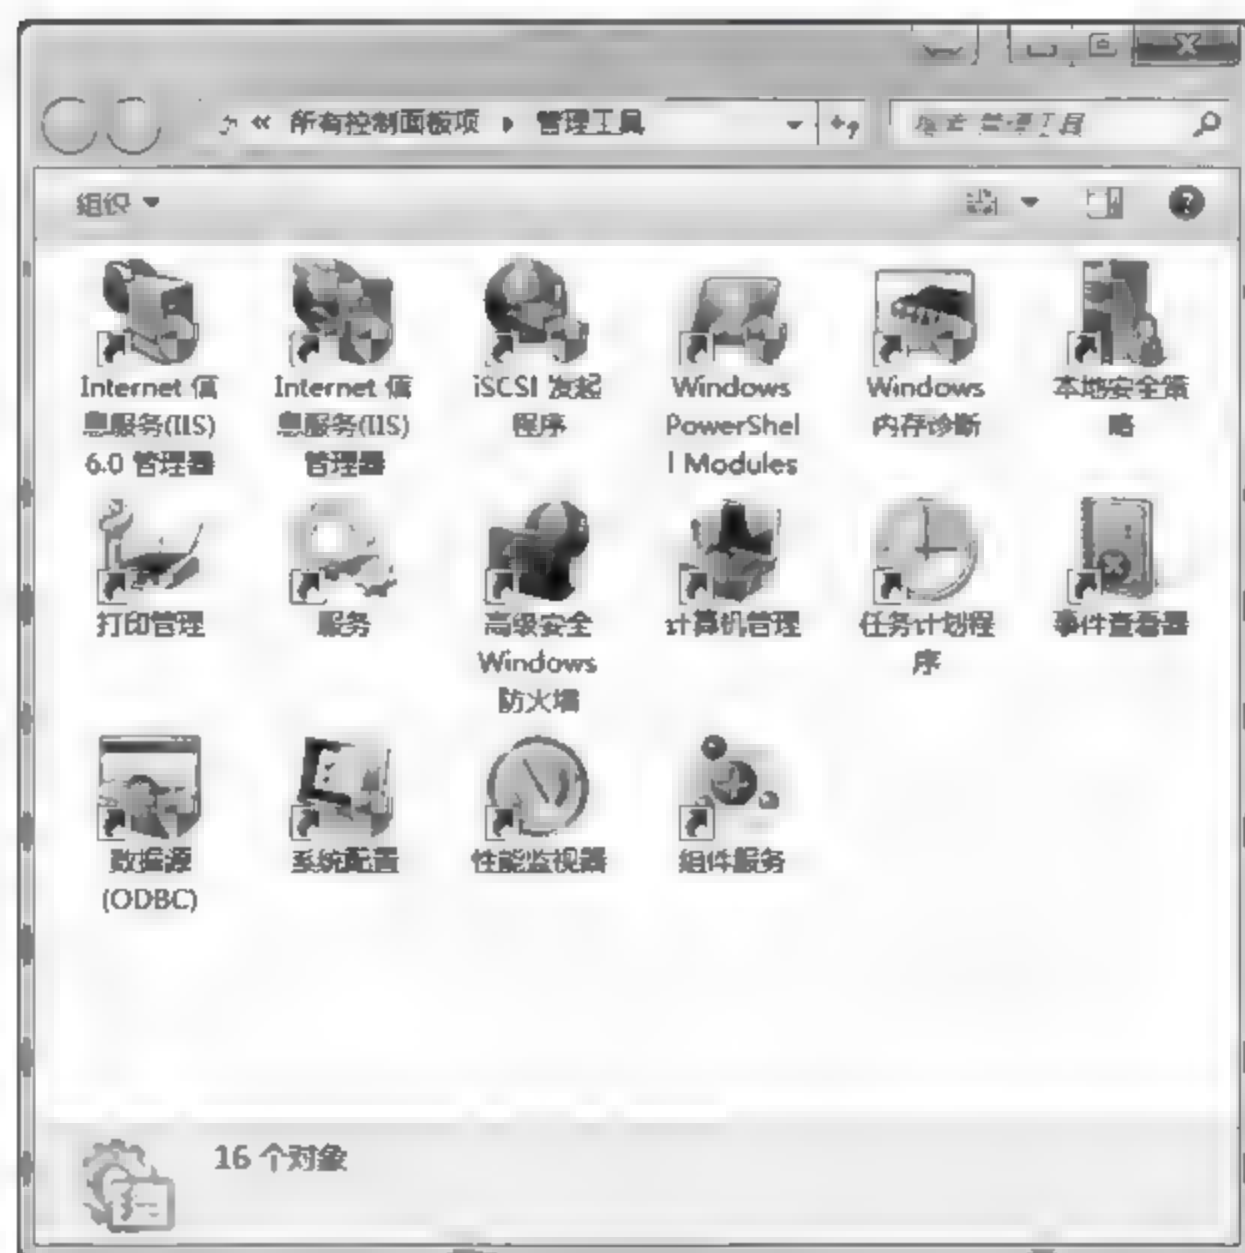 « 所有控制面板项 ▸ 管理工具
管理工具
组织
Internet 信
息服务(IIS)
6.0 管理器
Internet 信
息服务(IIS)
管理器
iSCSI 发起
程序
Windows
PowerShel
l Modules
Windows
内存诊断
本地安全策
略
打印管理
服务
高级安全
Windows
防火墙
计算机管理
任务计划程
序
事件查看器
数据源
(ODBC)
系统配置
性能监视器
组件服务
16 个对象